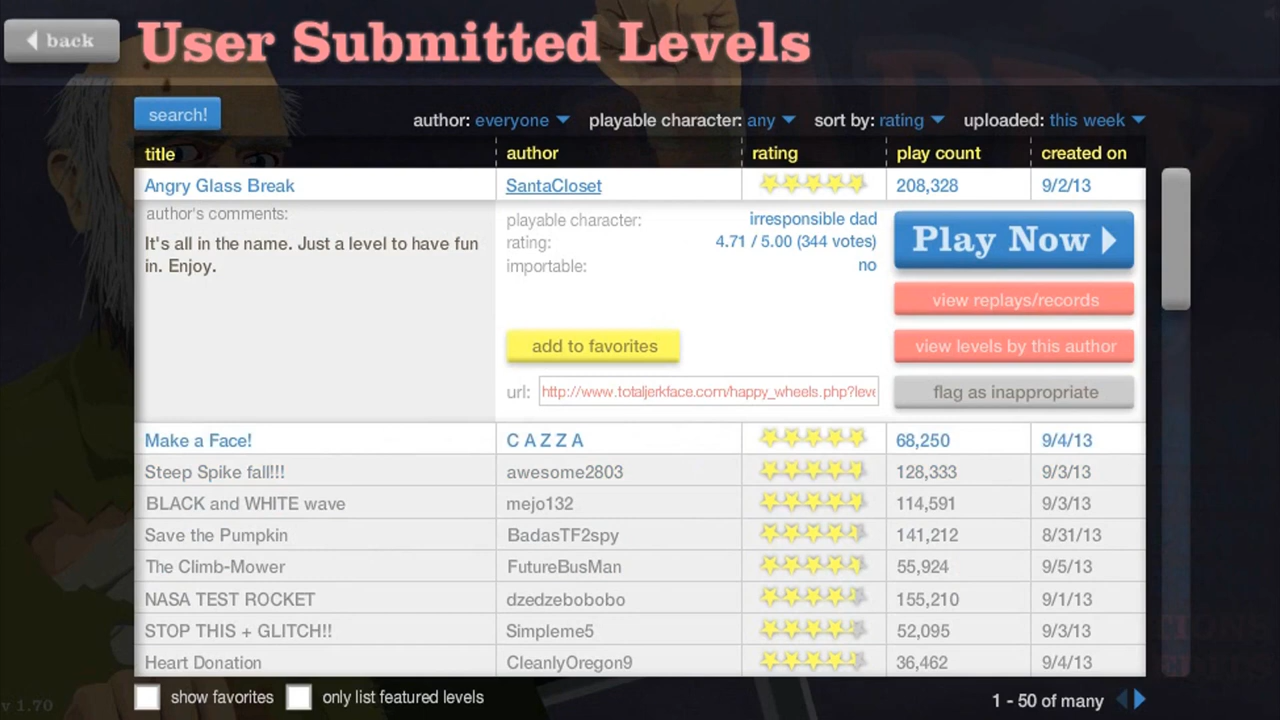 back
User Submitted Levels
search!
author: everyone playable character: any sort by: rating uploaded: this week
title author rating play count created on
Angry Glass Break SantaCloset 208,328 9/2/13
author's comments:
It's all in the name. Just a level to have fun
in. Enjoy.
playable character: irresponsible dad
rating: 4.71 / 5.00 (344 votes)
importable: no
Play Now
view replays/records
add to favorites
view levels by this author
url: http://www.totaljerkface.com/happy_wheels.php?leve
flag as inappropriate
Make a Face! C A Z Z A 68,250 9/4/13
Steep Spike fall!!! awesome2803 128,333 9/3/13
BLACK and WHITE wave mejo132 114,591 9/3/13
Save the Pumpkin BadasTF2spy 141,212 8/31/13
The Climb-Mower FutureBusMan 55,924 9/5/13
NASA TEST ROCKET dzedzebobobo 155,210 9/1/13
STOP THIS + GLITCH!! Simpleme5 52,095 9/3/13
Heart Donation CleanlyOregon9 36,462 9/4/13
show favorites only list featured levels
1 - 50 of many
v 1.70